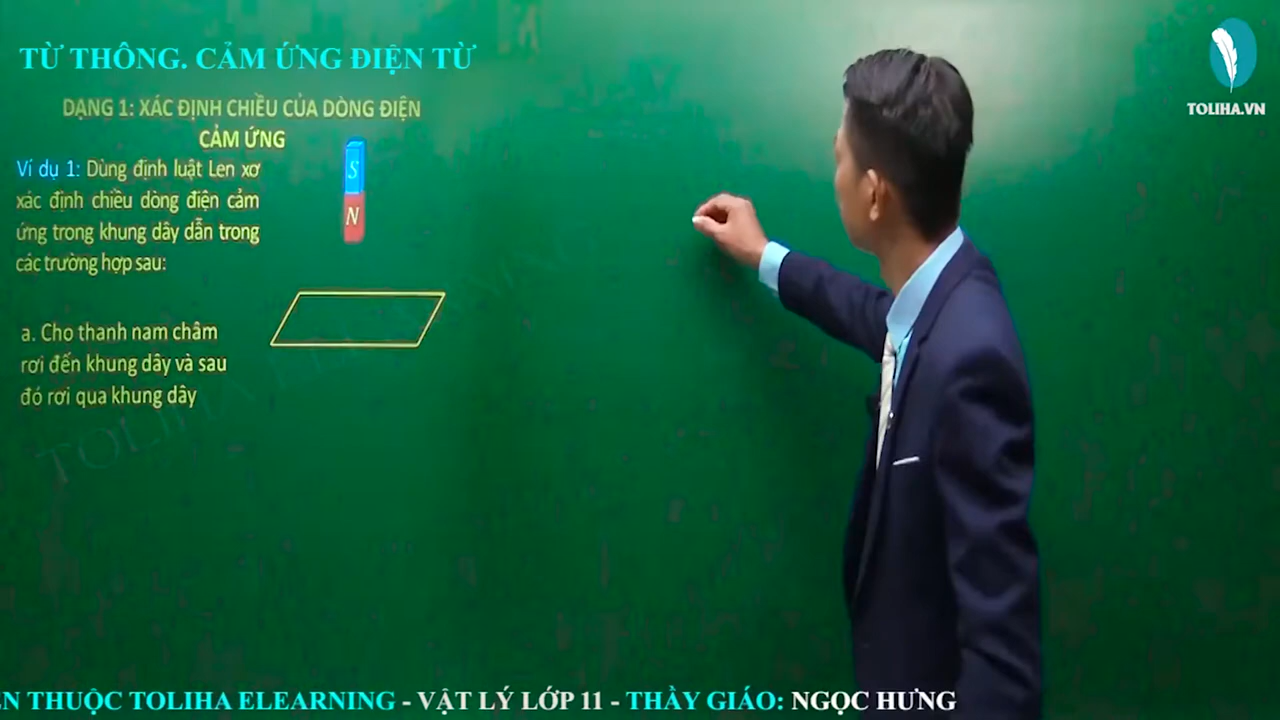 TỪ THÔNG. CẢM ỨNG ĐIỆN TỪ
TOLIHA.VN
DẠNG 1: XÁC ĐỊNH CHIỀU CỦA DÒNG ĐIỆN
CẢM ỨNG
Ví dụ 1: Dùng định luật Len xơ
xác định chiều dòng điện cảm
ứng trong khung dây dẫn trong
các trường hợp sau:
S
N
a. Cho thanh nam châm
rơi đến khung dây và sau
đó rơi qua khung dây
THUỘC TOLIHA ELEARNING - VẬT LÝ LỚP 11 - THẦY GIÁO: NGỌC HƯNG